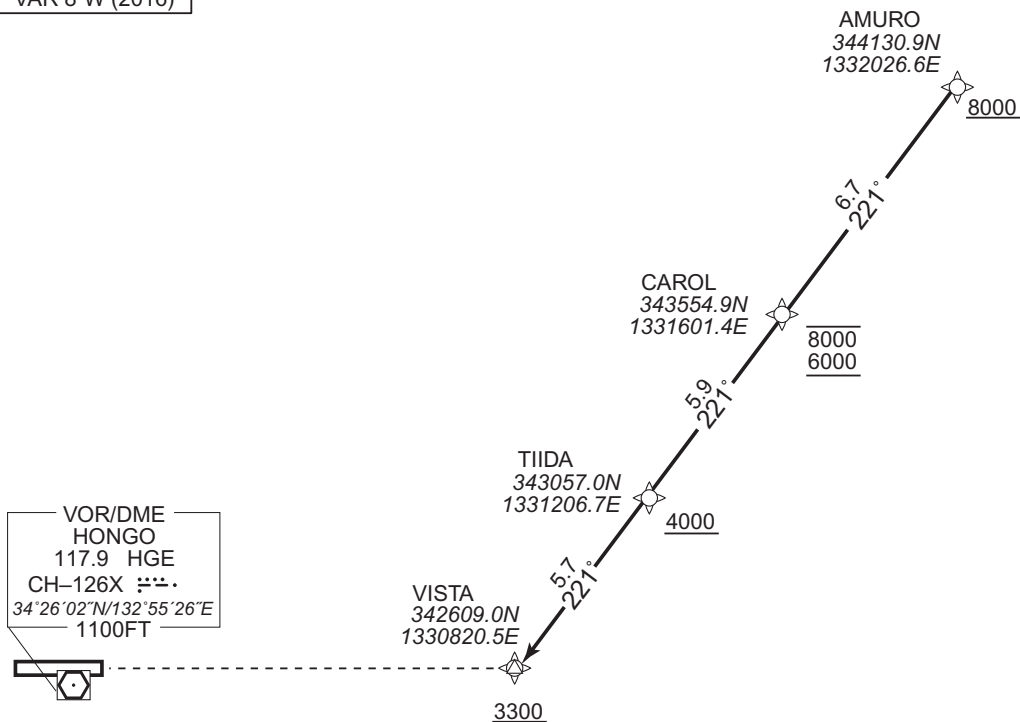 VAR 8°W (2016)
AMURO
344130.9N
1332026.6E
8000
6.7
221°
CAROL
343554.9N
1331601.4E
8000
6000
5.9
221°
TIIDA
343057.0N
1331206.7E
4000
5.7
221°
VISTA
342609.0N
1330820.5E
3300
VOR/DME
HONGO
117.9 HGE
CH–126X
34°26´02˝N/132°55´26˝E
1100FT